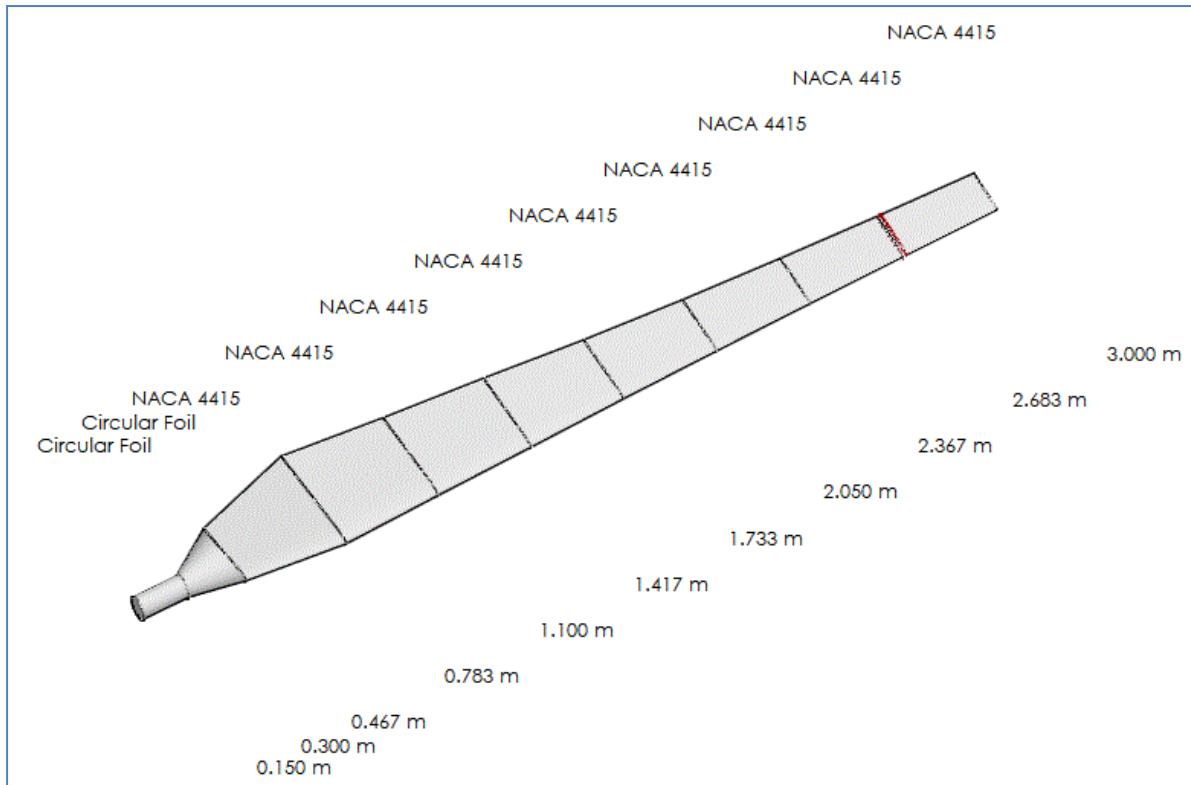 NACA 4415
NACA 4415
NACA 4415
NACA 4415
NACA 4415
NACA 4415
NACA 4415
NACA 4415
3.000 m
NACA 4415
2.683 m
Circular Foil
Circular Foil
2.367 m
2.050 m
1.733 m
1.417 m
1.100 m
0.783 m
0.467 m
0.300 m
0.150 m